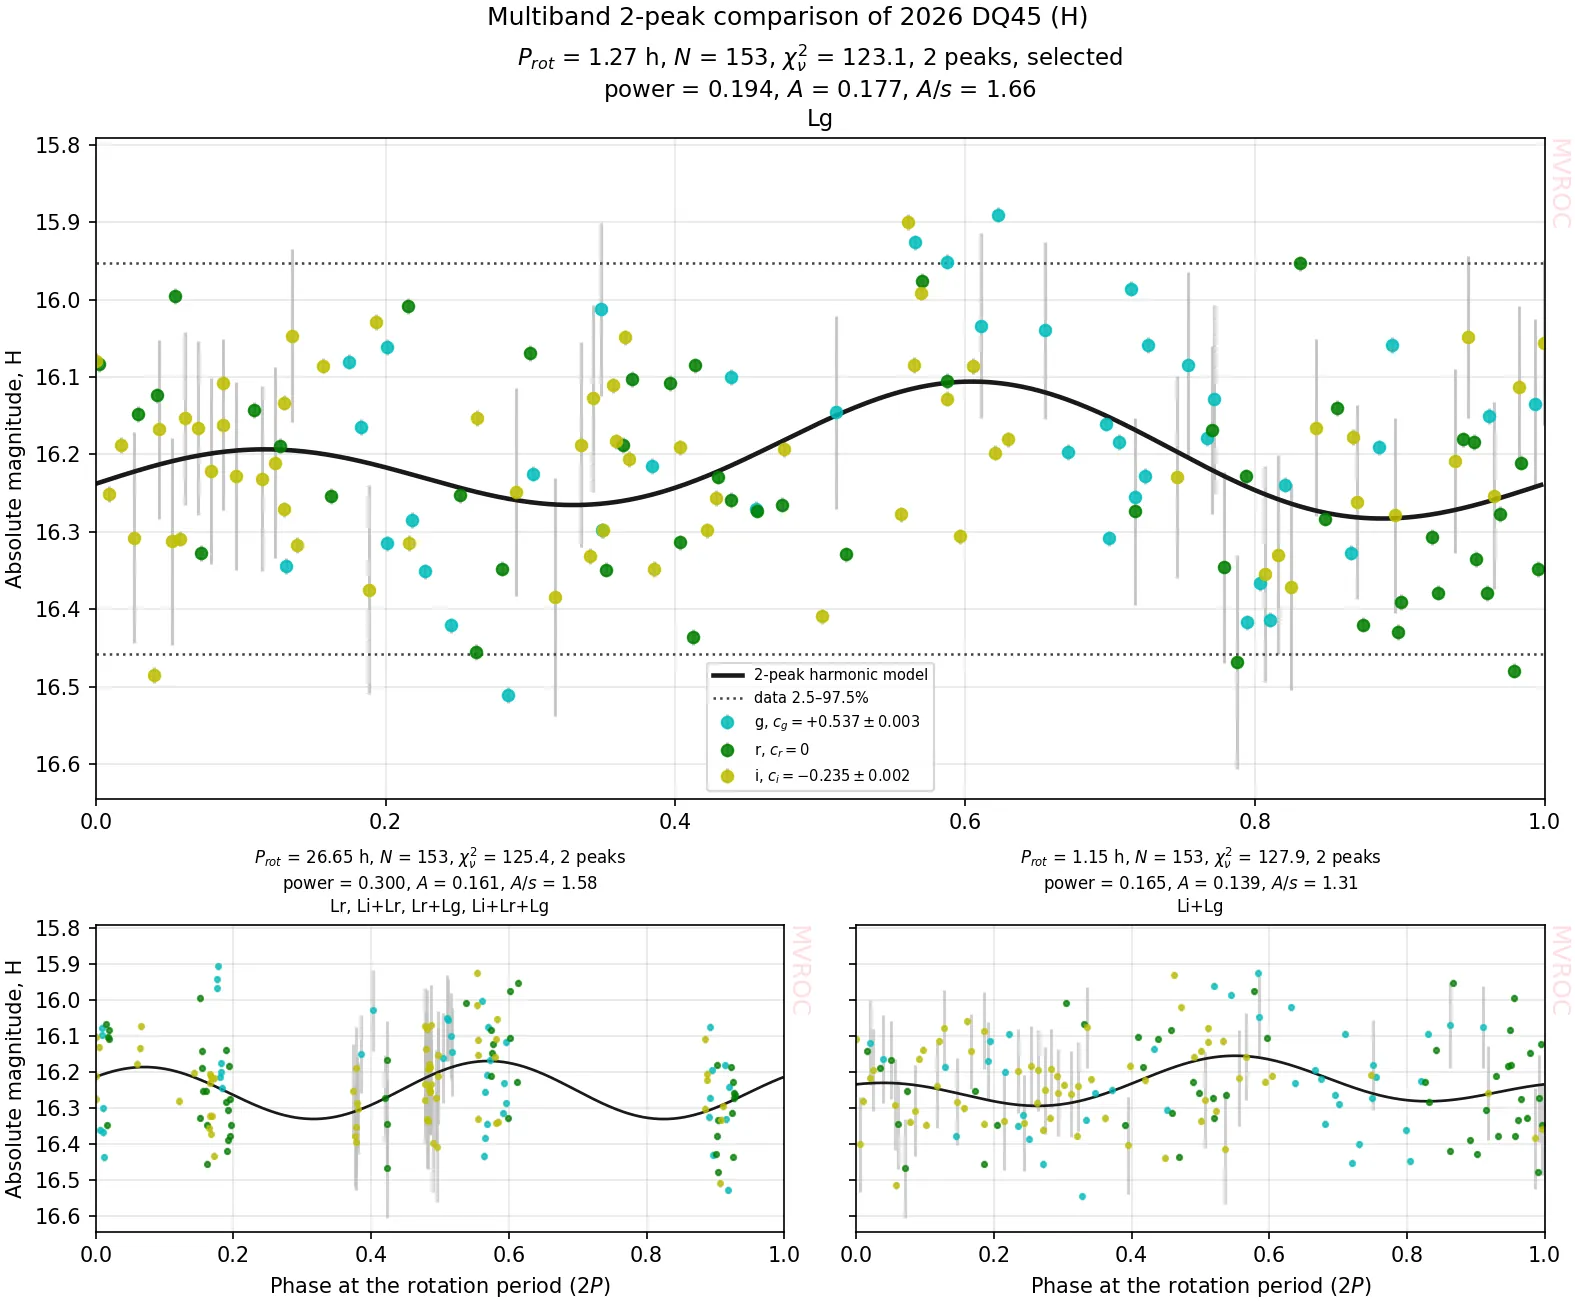 Multiband 2-peak comparison of 2026 DQ45 (H)
P_rot = 1.27 h, N = 153, χ²_ν = 123.1, 2 peaks, selected
power = 0.194, A = 0.177, A/s = 1.66
Lg
15.8
15.9
16.0
16.1
16.2
16.3
16.4
16.5
16.6
Absolute magnitude, H
MVROC
2-peak harmonic model
data 2.5–97.5%
g, c_g = +0.537 ± 0.003
r, c_r = 0
i, c_i = −0.235 ± 0.002
0.0 0.2 0.4 0.6 0.8 1.0
P_rot = 26.65 h, N = 153, χ²_ν = 125.4, 2 peaks
power = 0.300, A = 0.161, A/s = 1.58
Lr, Li+Lr, Lr+Lg, Li+Lr+Lg
15.8
15.9
16.0
16.1
16.2
16.3
16.4
16.5
16.6
Absolute magnitude, H
MVROC
0.0 0.2 0.4 0.6 0.8 1.0
Phase at the rotation period (2P)
P_rot = 1.15 h, N = 153, χ²_ν = 127.9, 2 peaks
power = 0.165, A = 0.139, A/s = 1.31
Li+Lg
MVROC
0.0 0.2 0.4 0.6 0.8 1.0
Phase at the rotation period (2P)